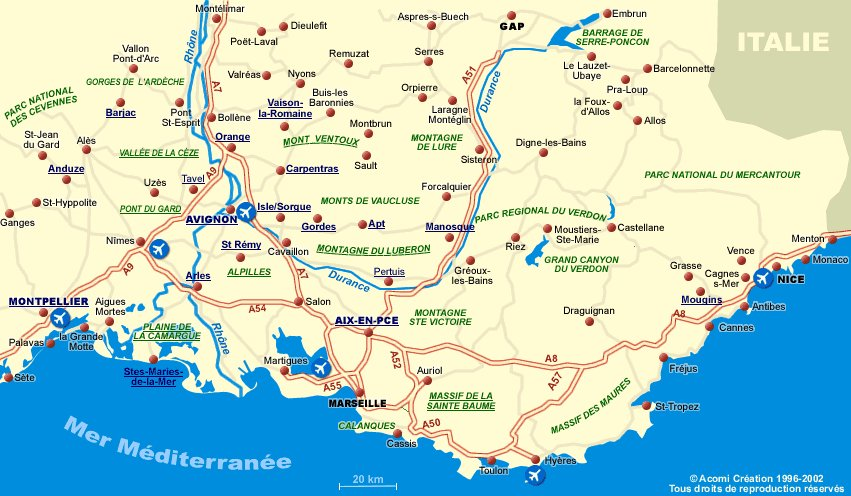 Montélimar
Dieulefit
Poët-Laval
Aspres-s-Buech
GAP
Embrun
BARRAGE DE
SERRE-PONCON
ITALIE
Rhône
Vallon
Pont-d'Arc
Remuzat
Serres
A51
Durance
Le Lauzet-
Ubaye
Barcelonnette
GORGES DE L'ARDÈCHE
A7
Valréas
Nyons
Buis-les
Baronnies
Orpierre
Pra-Loup
PARC NATIONAL
DES CEVENNES
Barjac
Pont
St-Esprit
Bollène
Vaison-
la-Romaine
Laragne
Montéglin
la Foux-
d'Allos
Allos
St-Jean
du Gard
Alès
Orange
MONT VENTOUX
Montbrun
MONTAGNE
DE LURE
Digne-les-Bains
VALLÉE DE LA CÈZE
Sault
Sisteron
Anduze
Tavel
A9
Carpentras
PARC NATIONAL DU MERCANTOUR
Uzès
Forcalquier
St-Hyppolite
MONTS DE VAUCLUSE
PONT DU GARD
Isle/Sorgue
PARC REGIONAL DU VERDON
Ganges
AVIGNON
Gordes
Apt
Manosque
Moustiers-
Ste-Marie
Castellane
Nîmes
St Rémy
Cavaillon
MONTAGNE DU LUBERON
Riez
Menton
Vence
Monaco
A9
Arles
ALPILLES
A7
Durance
Pertuis
Gréoux-
les-Bains
GRAND CANYON
DU VERDON
Grasse
Cagnes
s-Mer
NICE
MONTPELLIER
Aigues
Mortes
A54
Salon
MONTAGNE
STE VICTOIRE
Draguignan
Mougins
Antibes
A8
Cannes
Palavas
la Grande
Motte
PLAINE DE
LA CAMARGUE
Rhône
AIX-EN-PCE
Sète
Stes-Maries-
de-la-Mer
Martigues
A52
Auriol
A8
A57
Fréjus
A55
MARSEILLE
MASSIF DE LA
SAINTE BAUME
MASSIF DES MAURES
St-Tropez
Mer Méditerranée
CALANQUES
A50
Cassis
Toulon
Hyères
20 km
© Acomi Création 1996-2002
Tous droits de reproduction réservés